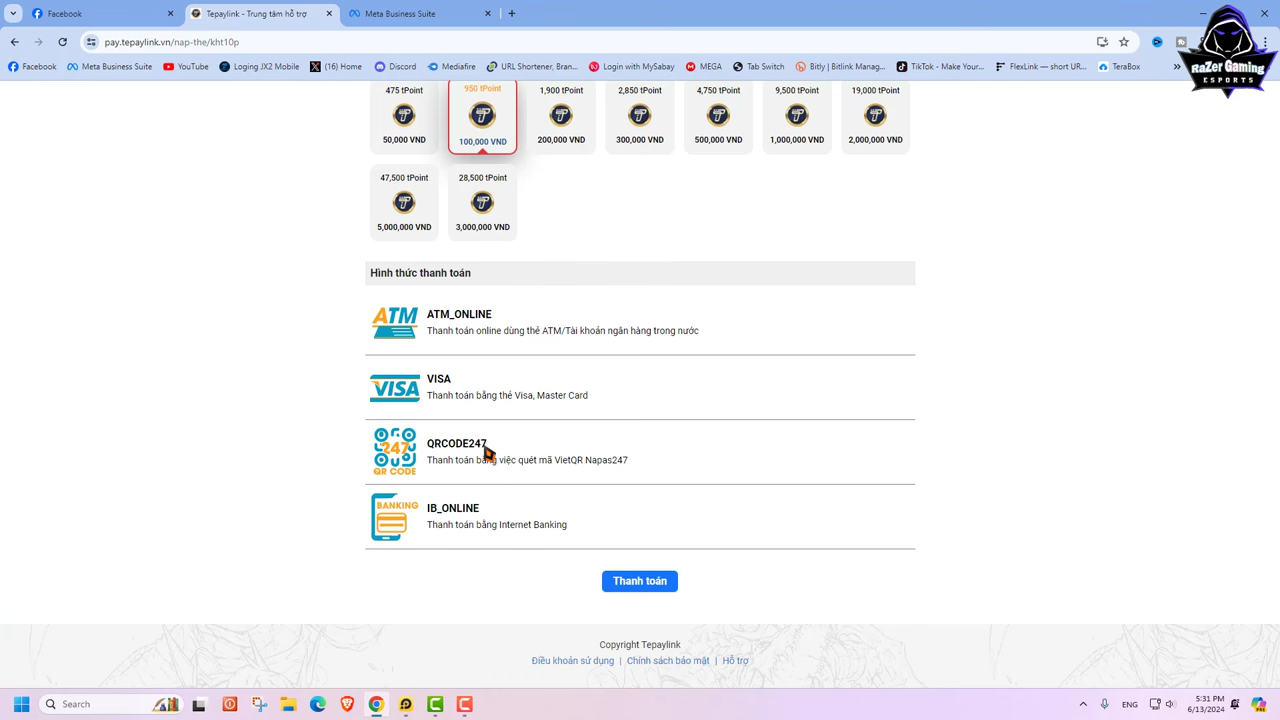 Facebook
Tepaylink - Trung tâm hỗ trợ
Meta Business Suite
pay.tepaylink.vn/nap-the/kht10p
Facebook Meta Business Suite YouTube Loging JX2 Mobile (16) Home Discord Mediafire URL Shortener, Bran... Login with MySabay MEGA Tab Switch Bitly | Bitlink Manag... TikTok - Make Your... FlexLink — short UR... TeraBox
RaZer Gaming
ESPORTS
475 tPoint 950 tPoint 1,900 tPoint 2,850 tPoint 4,750 tPoint 9,500 tPoint 19,000 tPoint
50,000 VND 100,000 VND 200,000 VND 300,000 VND 500,000 VND 1,000,000 VND 2,000,000 VND
47,500 tPoint 28,500 tPoint
5,000,000 VND 3,000,000 VND
Hình thức thanh toán
ATM
ATM_ONLINE
Thanh toán online dùng thẻ ATM/Tài khoản ngân hàng trong nước
VISA
VISA
Thanh toán bằng thẻ Visa, Master Card
247
QR CODE
QRCODE247
Thanh toán bằng việc quét mã VietQR Napas247
BANKING
IB_ONLINE
Thanh toán bằng Internet Banking
Thanh toán
Copyright Tepaylink
Điều khoản sử dụng | Chính sách bảo mật | Hỗ trợ
Search
ENG
5:31 PM
6/13/2024